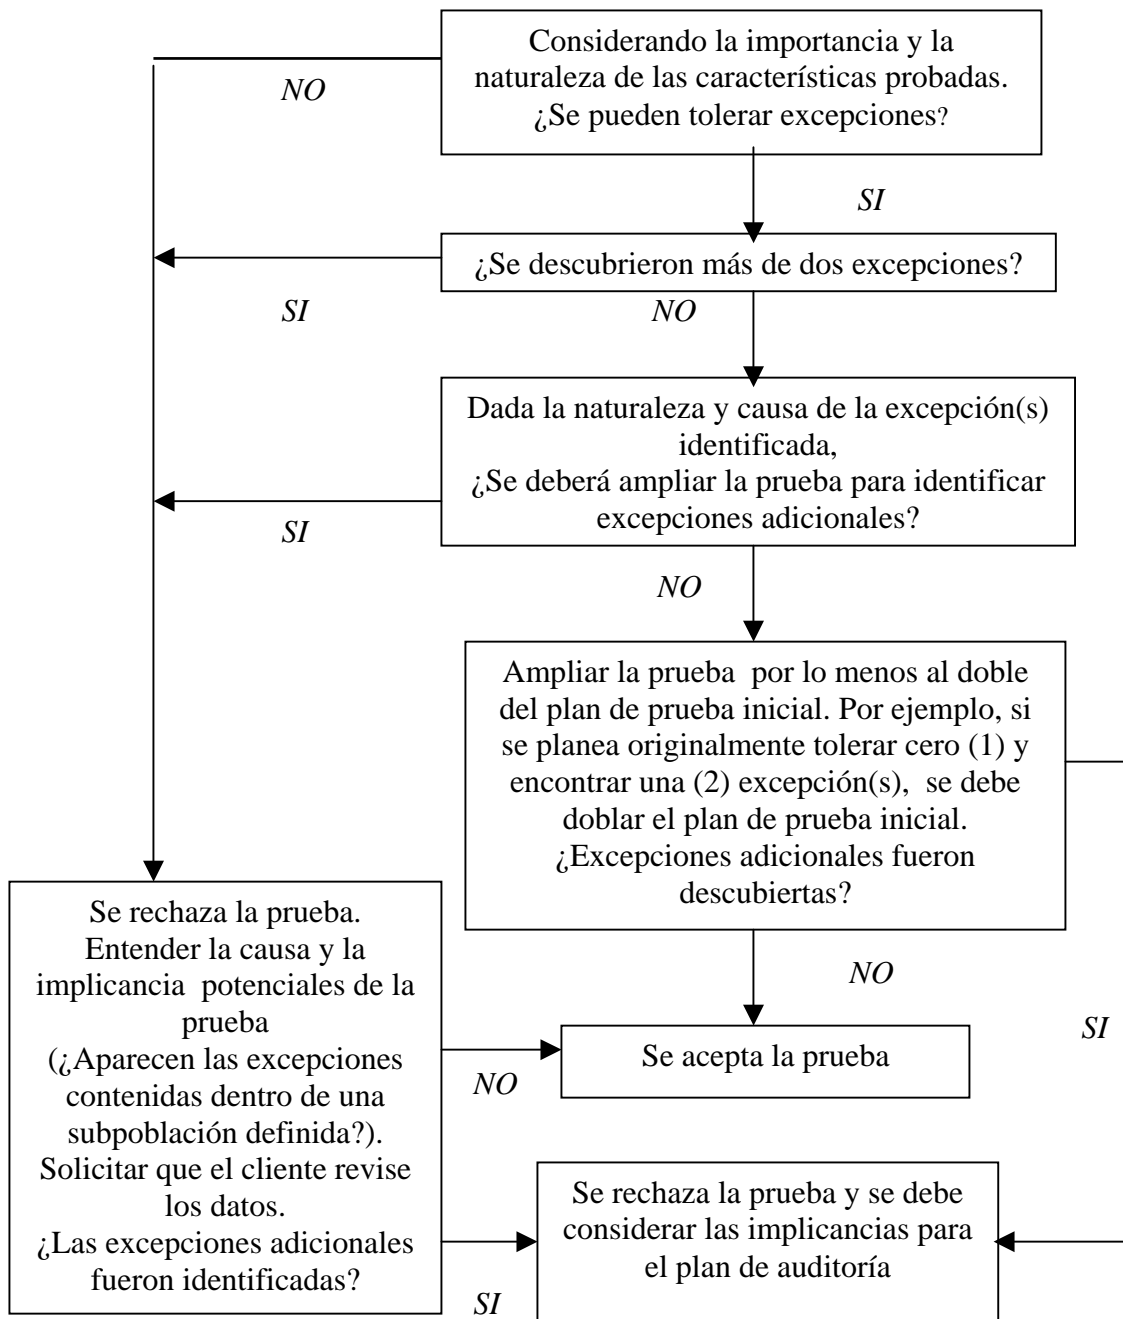 Considerando la importancia y la
naturaleza de las características probadas.
¿Se pueden tolerar excepciones?
NO
SI
¿Se descubrieron más de dos excepciones?
SI
NO
Dada la naturaleza y causa de la excepción(s)
identificada,
¿Se deberá ampliar la prueba para identificar
excepciones adicionales?
SI
NO
Ampliar la prueba  por lo menos al doble
del plan de prueba inicial. Por ejemplo, si
se planea originalmente tolerar cero (1) y
encontrar una (2) excepción(s),  se debe
doblar el plan de prueba inicial.
¿Excepciones adicionales fueron
descubiertas?
NO
SI
Se rechaza la prueba.
Entender la causa y la
implicancia  potenciales de la
prueba
(¿Aparecen las excepciones
contenidas dentro de una
subpoblación definida?).
Solicitar que el cliente revise
los datos.
¿Las excepciones adicionales
fueron identificadas?
NO
Se acepta la prueba
SI
Se rechaza la prueba y se debe
considerar las implicancias para
el plan de auditoría